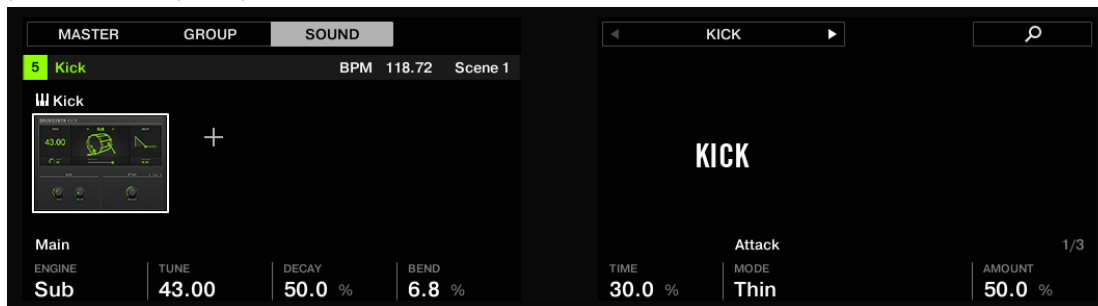 MASTER GROUP SOUND
5 Kick BPM 118.72 Scene 1
Kick
43.00
Main
ENGINE TUNE DECAY BEND
Sub 43.00 50.0 % 6.8 %
KICK
KICK
Attack 1/3
TIME MODE AMOUNT
30.0 % Thin 50.0 %